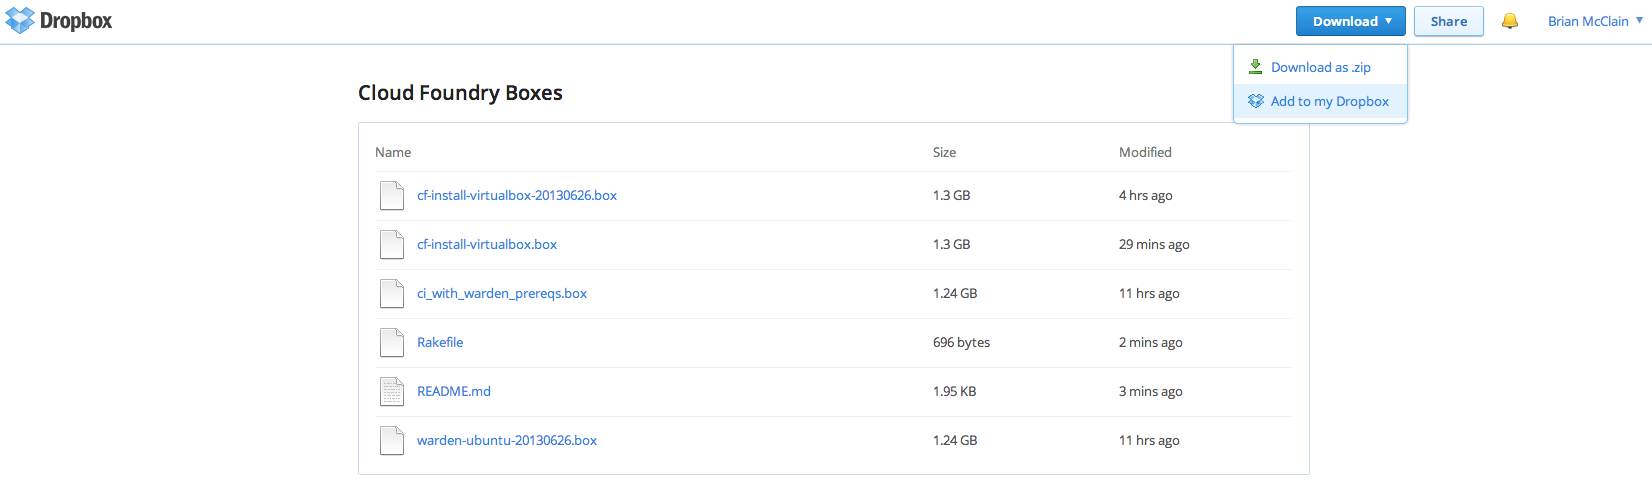 Dropbox
Download Share Brian McClain
Download as .zip
Add to my Dropbox
Cloud Foundry Boxes
Name Size Modified
cf-install-virtualbox-20130626.box 1.3 GB 4 hrs ago
cf-install-virtualbox.box 1.3 GB 29 mins ago
ci_with_warden_prereqs.box 1.24 GB 11 hrs ago
Rakefile 696 bytes 2 mins ago
README.md 1.95 KB 3 mins ago
warden-ubuntu-20130626.box 1.24 GB 11 hrs ago